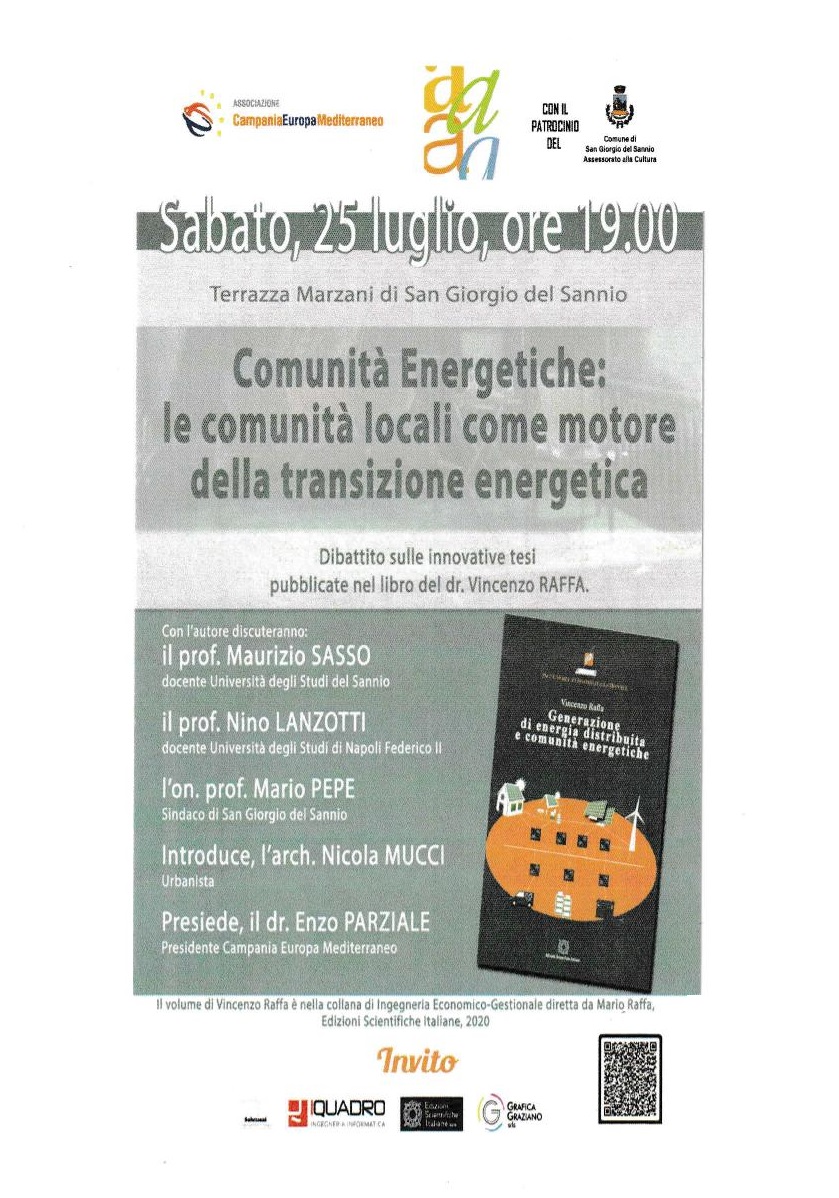 ASSOCIAZIONE
CampaniaEuropaMediterraneo
CON IL
PATROCINIO
DEL
Comune di
San Giorgio del Sannio
Assessorato alla Cultura
Sabato, 25 luglio, ore 19.00
Terrazza Marzani di San Giorgio del Sannio
Comunità Energetiche:
le comunità locali come motore
della transizione energetica
Dibattito sulle innovative tesi
pubblicate nel libro del dr. Vincenzo RAFFA.
Con l'autore discuteranno:
il prof. Maurizio SASSO
docente Università degli Studi del Sannio
il prof. Nino LANZOTTI
docente Università degli Studi di Napoli Federico II
l'on. prof. Mario PEPE
Sindaco di San Giorgio del Sannio
Introduce, l'arch. Nicola MUCCI
Urbanista
Presiede, il dr. Enzo PARZIALE
Presidente Campania Europa Mediterraneo
Vincenzo Raffa
Generazione
di energia distribuita
e comunità energetiche
Il volume di Vincenzo Raffa è nella collana di Ingegneria Economico-Gestionale diretta da Mario Raffa,
Edizioni Scientifiche Italiane, 2020
Invito
QUADRO
INGEGNERIA INFORMATICA
Edizioni
Scientifiche
Italiane
GRAFICA
GRAZIANO
srls